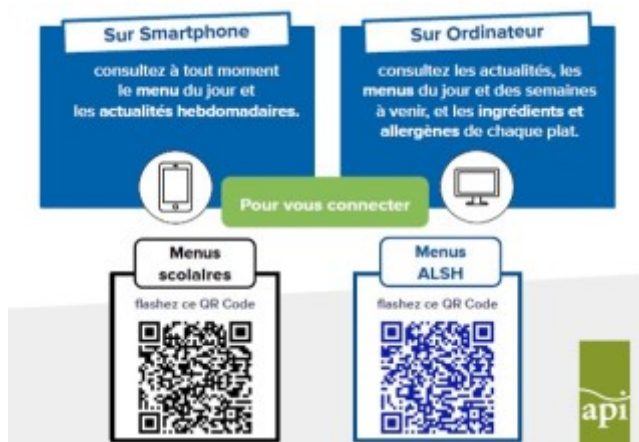 Sur Smartphone
consultez à tout moment
le menu du jour et
les actualités hebdomadaires.
Sur Ordinateur
consultez les actualités, les
menus du jour et des semaines
à venir, et les ingrédients et
allergènes de chaque plat.
Pour vous connecter
Menus
scolaires
flashez ce QR Code
Menus
ALSH
flashez ce QR Code
api